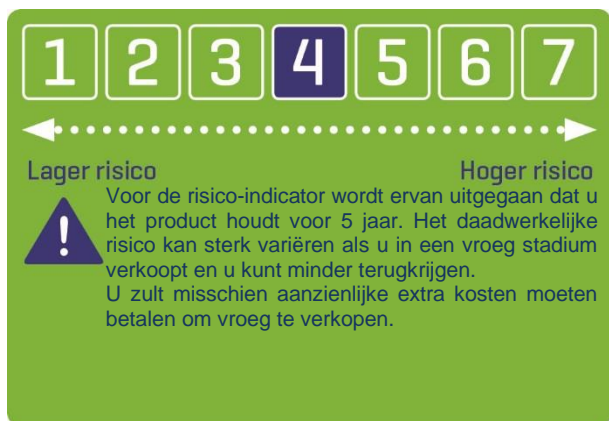 1 2 3 4 5 6 7
Lager risico Hoger risico
Voor de risico-indicator wordt ervan uitgegaan dat u
het product houdt voor 5 jaar. Het daadwerkelijke
risico kan sterk variëren als u in een vroeg stadium
verkoopt en u kunt minder terugkrijgen.
U zult misschien aanzienlijke extra kosten moeten
betalen om vroeg te verkopen.